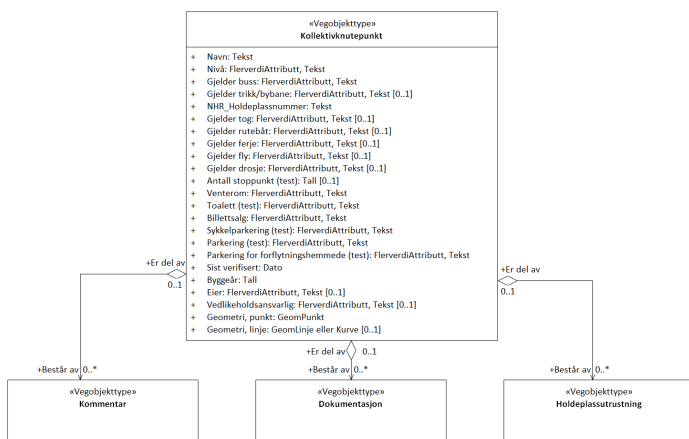 «Vegobjekttype»
Kollektivknutepunkt
+ Navn: Tekst
+ Nivå: FlerverdiAttributt, Tekst
+ Gjelder buss: FlerverdiAttributt, Tekst
+ Gjelder trikk/bybane: FlerverdiAttributt, Tekst [0..1]
+ NHR_Holdeplassnummer: Tekst
+ Gjelder tog: FlerverdiAttributt, Tekst [0..1]
+ Gjelder rutebåt: FlerverdiAttributt, Tekst [0..1]
+ Gjelder ferje: FlerverdiAttributt, Tekst [0..1]
+ Gjelder fly: FlerverdiAttributt, Tekst [0..1]
+ Gjelder drosje: FlerverdiAttributt, Tekst [0..1]
+ Antall stoppunkt (test): Tall [0..1]
+ Venterom: FlerverdiAttributt, Tekst
+ Toalett (test): FlerverdiAttributt, Tekst
+ Billettsalg: FlerverdiAttributt, Tekst
+ Sykkelparkering (test): FlerverdiAttributt, Tekst
+ Parkering (test): FlerverdiAttributt, Tekst
+ Parkering for forflytningshemmede (test): FlerverdiAttributt, Tekst
+ Sist verifisert: Dato
+ Byggeår: Tall
+ Eier: FlerverdiAttributt, Tekst [0..1]
+ Vedlikeholdsansvarlig: FlerverdiAttributt, Tekst [0..1]
+ Geometri, punkt: GeomPunkt
+ Geometri, linje: GeomLinje eller Kurve [0..1]
+Er del av
0..1
+Er del av
0..1
+Er del av 0..1
+Består av 0..*
+Består av 0..*
+Består av 0..*
«Vegobjekttype»
Kommentar
«Vegobjekttype»
Dokumentasjon
«Vegobjekttype»
Holdeplassutrustning